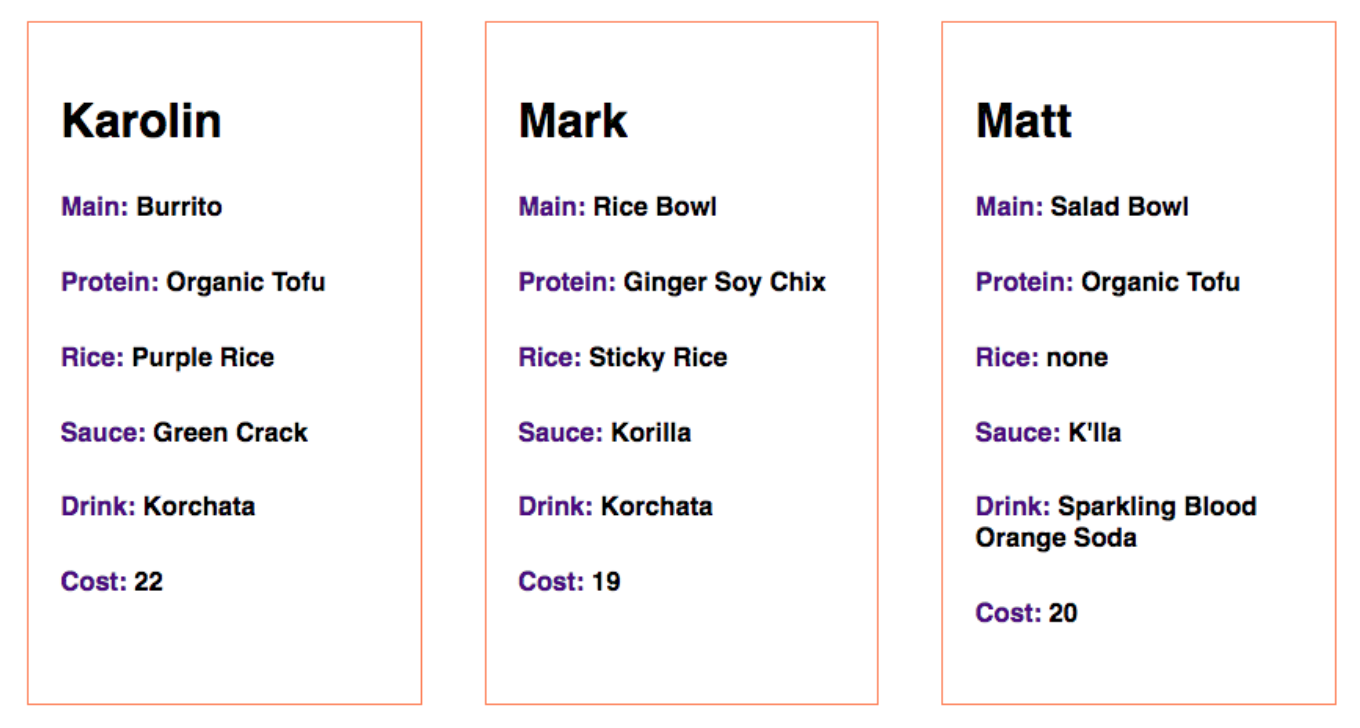 Karolin
Main: Burrito
Protein: Organic Tofu
Rice: Purple Rice
Sauce: Green Crack
Drink: Korchata
Cost: 22
Mark
Main: Rice Bowl
Protein: Ginger Soy Chix
Rice: Sticky Rice
Sauce: Korilla
Drink: Korchata
Cost: 19
Matt
Main: Salad Bowl
Protein: Organic Tofu
Rice: none
Sauce: K'lla
Drink: Sparkling Blood
Orange Soda
Cost: 20